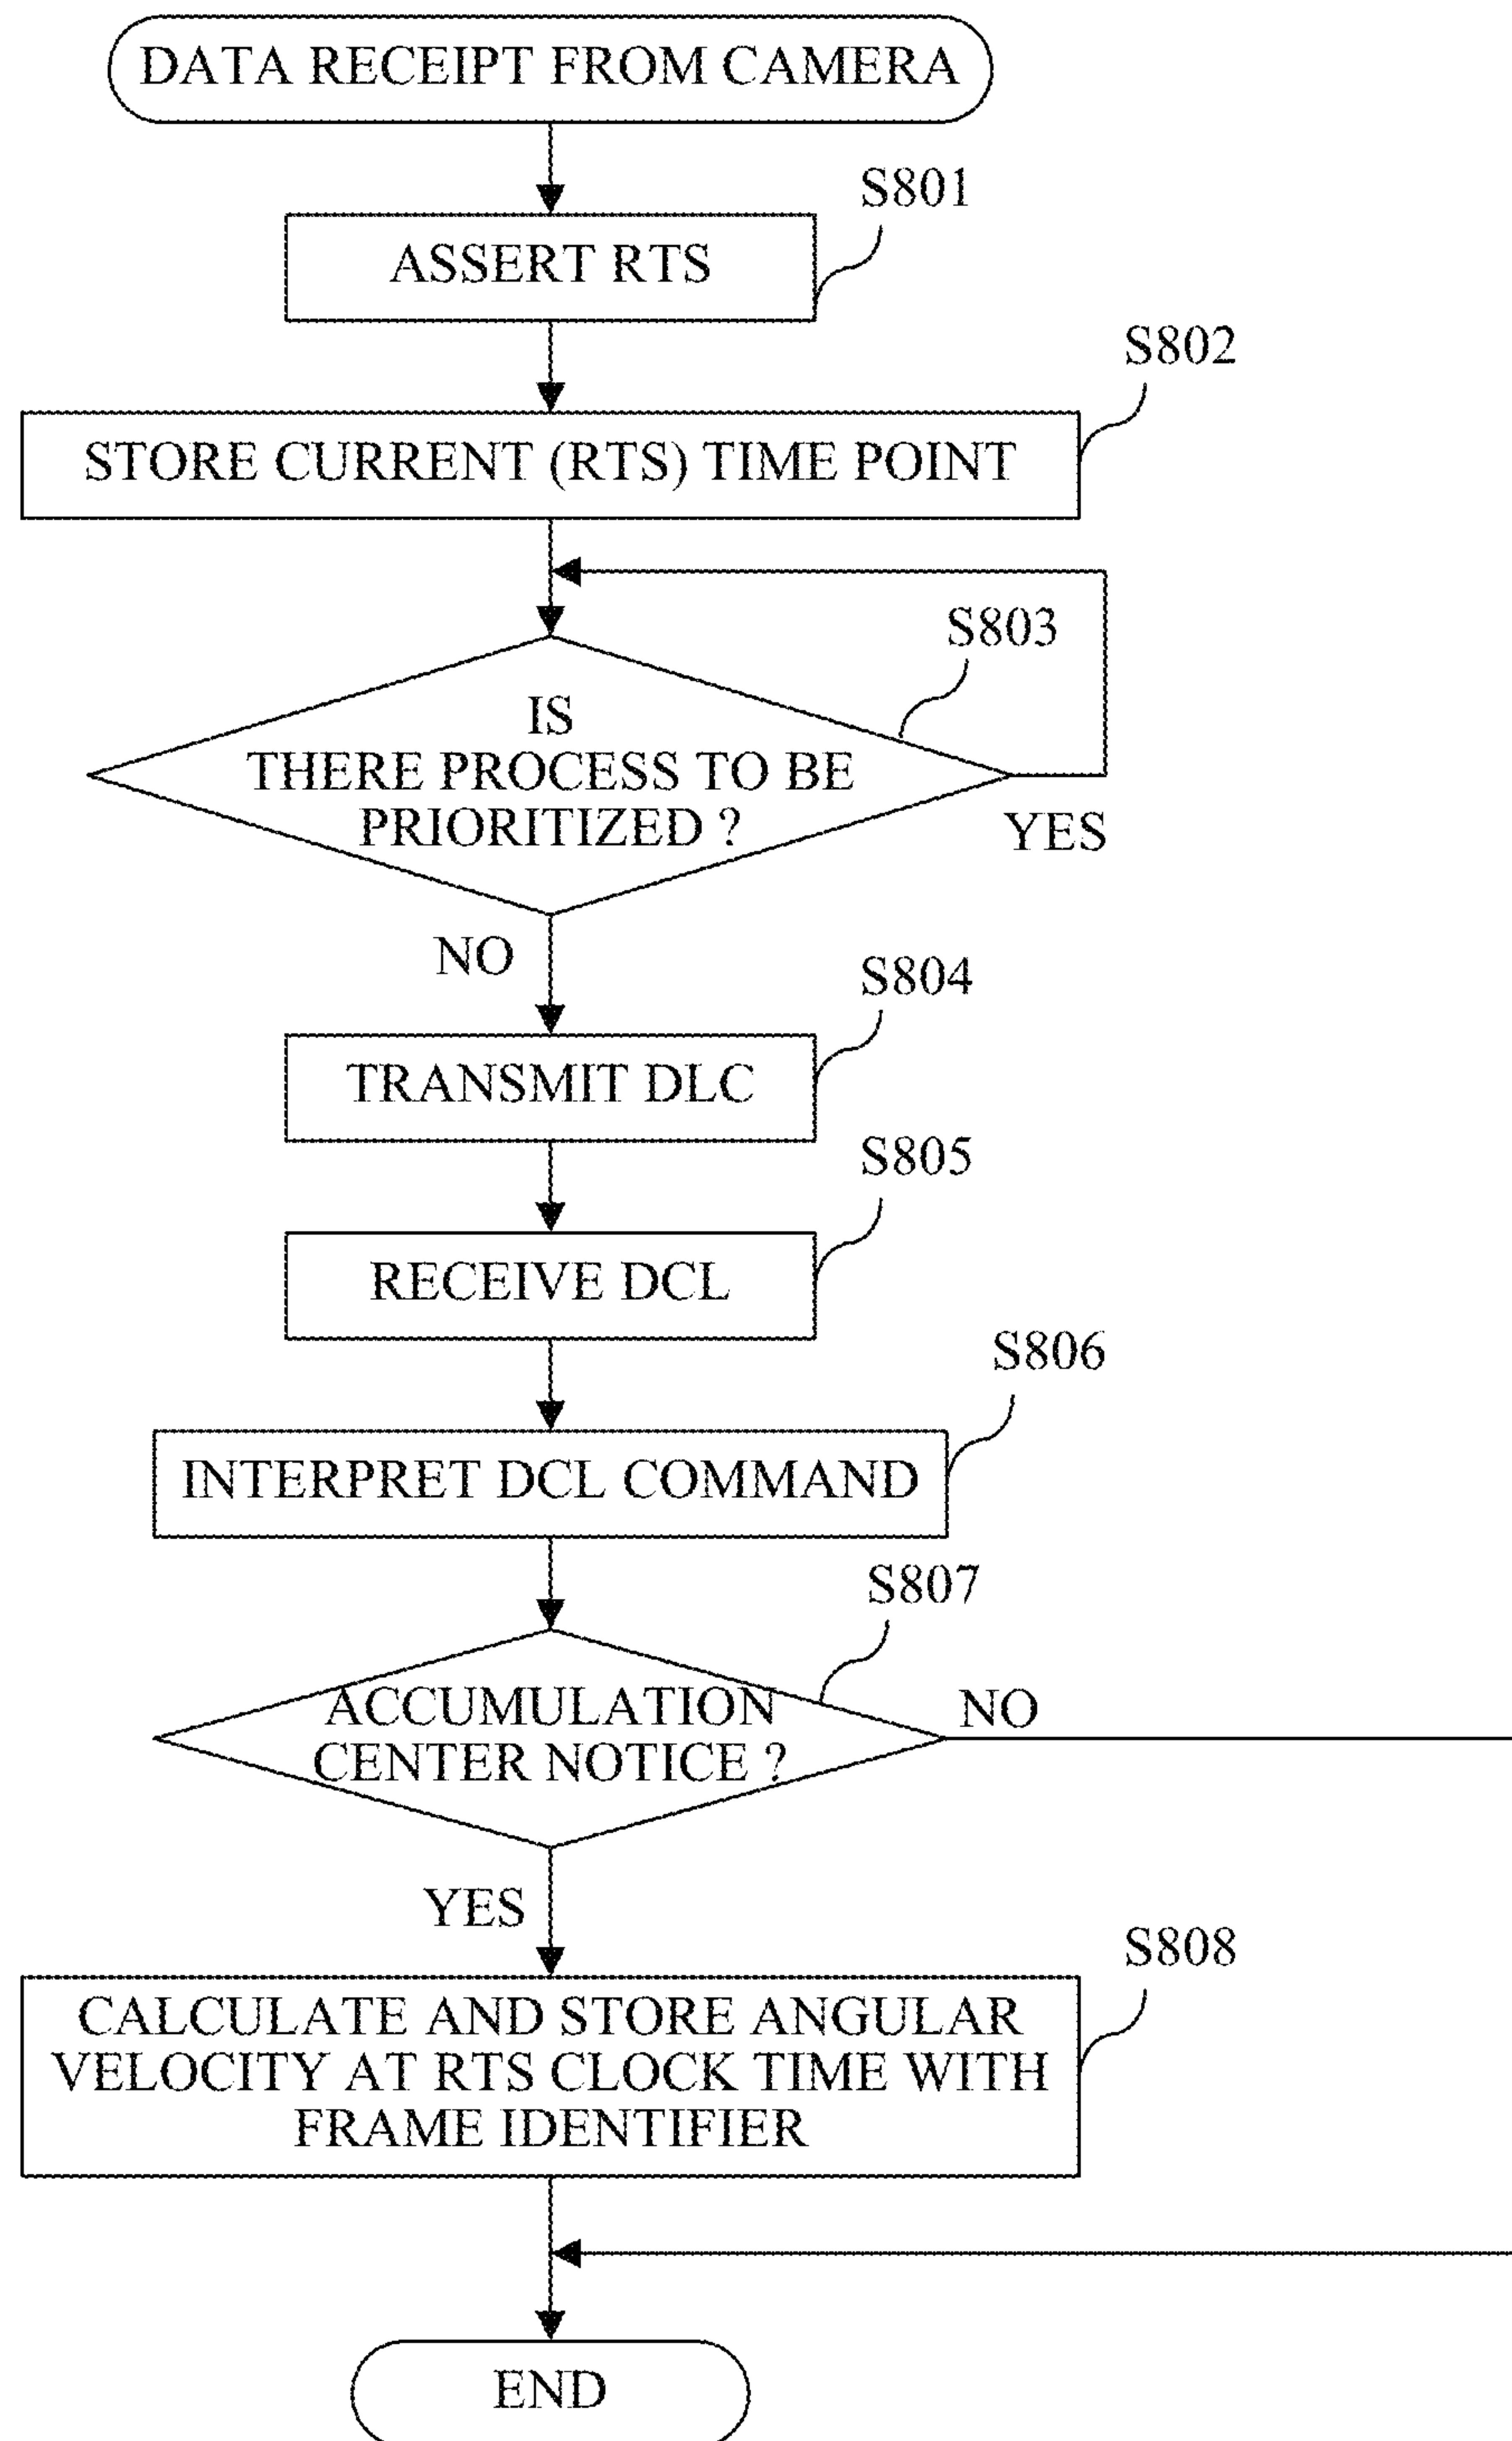 DATA RECEIPT FROM CAMERA
S801
ASSERT RTS
S802
STORE CURRENT (RTS) TIME POINT
S803
IS
THERE PROCESS TO BE
PRIORITIZED ?
YES
NO
S804
TRANSMIT DLC
S805
RECEIVE DCL
S806
INTERPRET DCL COMMAND
S807
ACCUMULATION
CENTER NOTICE ?
NO
YES
S808
CALCULATE AND STORE ANGULAR
VELOCITY AT RTS CLOCK TIME WITH
FRAME IDENTIFIER
END